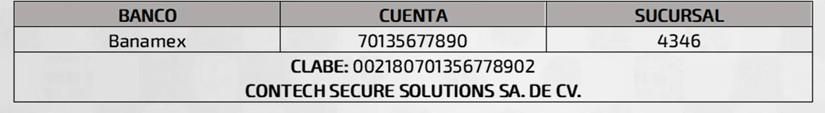 BANCO CUENTA SUCURSAL
Banamex 70135677890 4346
CLABE: 002180701356778902
CONTECH SECURE SOLUTIONS SA. DE CV.